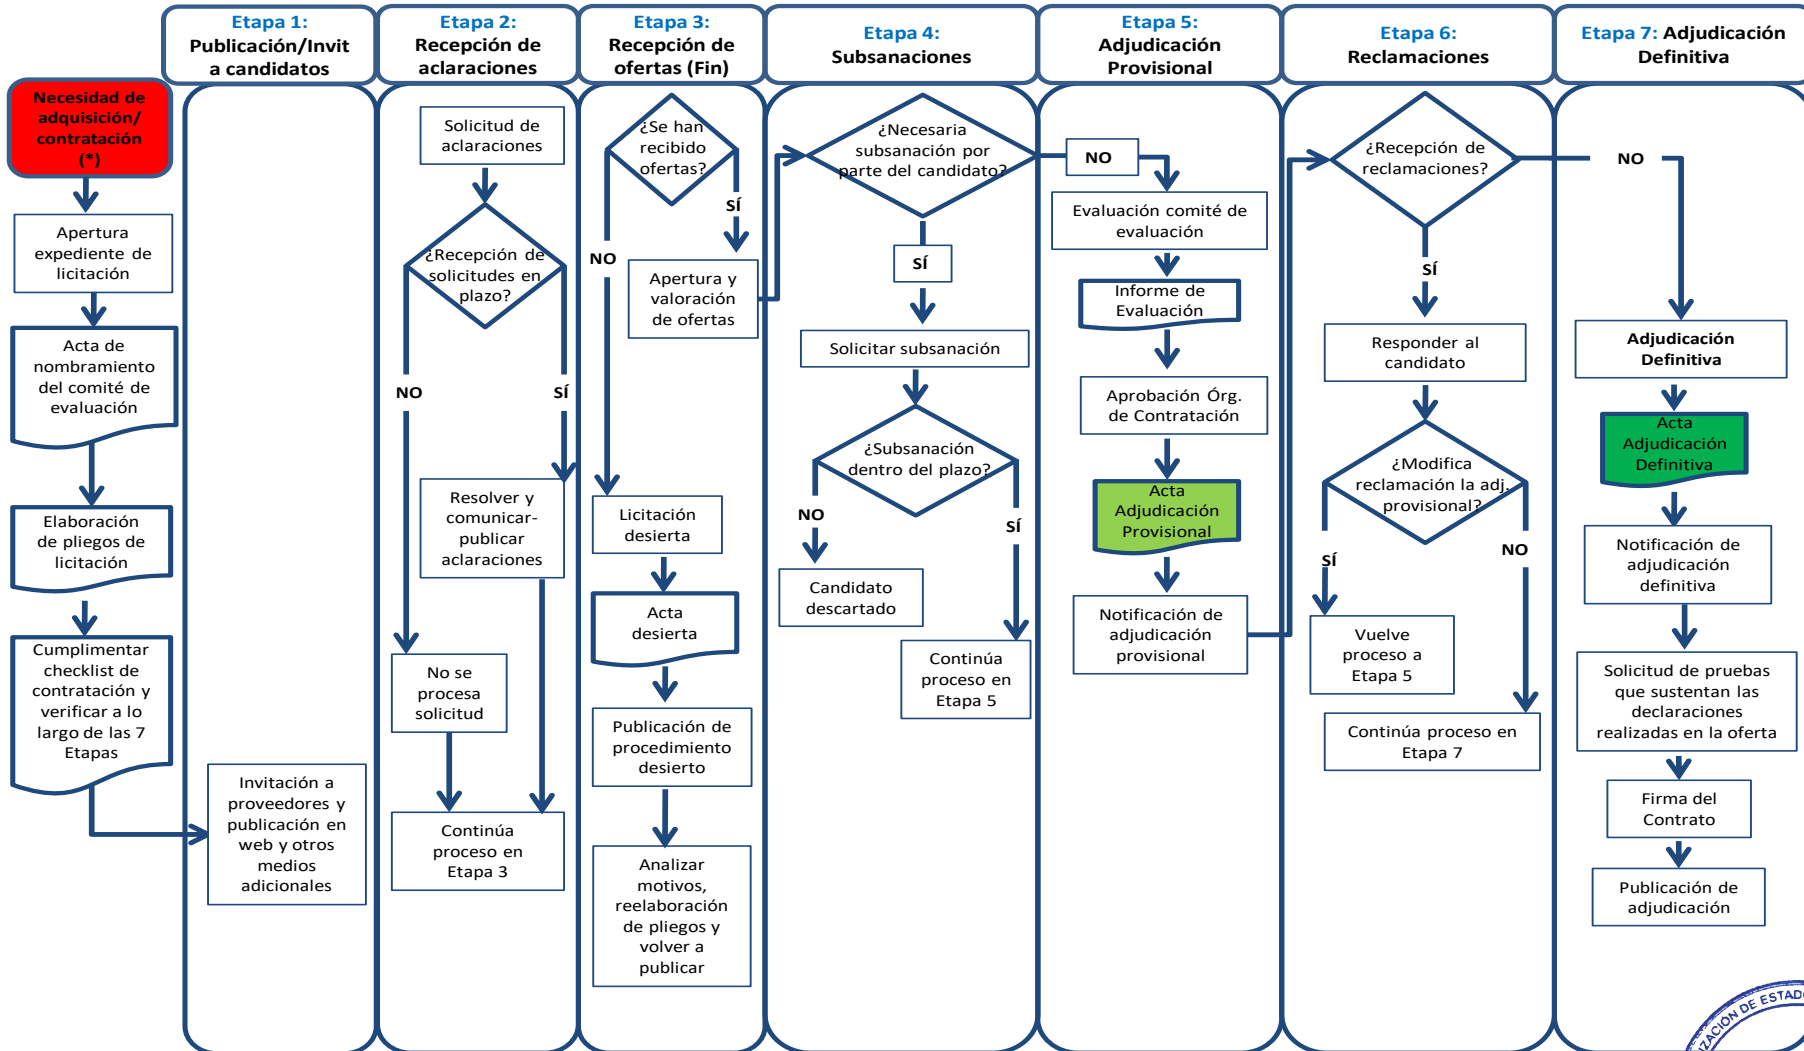 Etapa 1:
Publicación/Invit
a candidatos
Etapa 2:
Recepción de
aclaraciones
Etapa 3:
Recepción de
ofertas (Fin)
Etapa 4:
Subsanaciones
Etapa 5:
Adjudicación
Provisional
Etapa 6:
Reclamaciones
Etapa 7: Adjudicación
Definitiva
Necesidad de
adquisición/
contratación
(*)
Apertura
expediente de
licitación
Acta de
nombramiento
del comité de
evaluación
Elaboración
de pliegos de
licitación
Cumplimentar
checklist de
contratación y
verificar a lo
largo de las 7
Etapas
Invitación a
proveedores y
publicación en
web y otros
medios
adicionales
Solicitud de
aclaraciones
¿Recepción de
solicitudes en
plazo?
NO
SÍ
Resolver y
comunicar-
publicar
aclaraciones
No se
procesa
solicitud
Continúa
proceso en
Etapa 3
¿Se han
recibido
ofertas?
SÍ
NO
Apertura y
valoración
de ofertas
Licitación
desierta
Acta
desierta
Publicación de
procedimiento
desierto
Analizar
motivos,
reelaboración
de pliegos y
volver a
publicar
¿Necesaria
subsanación por
parte del candidato?
SÍ
Solicitar subsanación
¿Subsanación
dentro del plazo?
NO
SÍ
Candidato
descartado
Continúa
proceso en
Etapa 5
NO
Evaluación comité de
evaluación
Informe de
Evaluación
Aprobación Órg.
de Contratación
Acta
Adjudicación
Provisional
Notificación de
adjudicación
provisional
¿Recepción de
reclamaciones?
SÍ
Responder al
candidato
¿Modifica
reclamación la adj.
provisional?
SÍ
NO
Vuelve
proceso a
Etapa 5
Continúa proceso en
Etapa 7
NO
Adjudicación
Definitiva
Acta
Adjudicación
Definitiva
Notificación de
adjudicación
definitiva
Solicitud de pruebas
que sustentan las
declaraciones
realizadas en la oferta
Firma del
Contrato
Publicación de
adjudicación
DE ESTADO